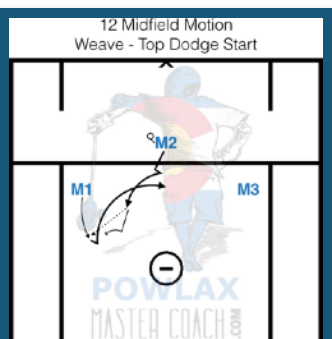 12 Midfield Motion
Weave - Top Dodge Start
M2
M1
M3
POWLAX
MASTER COACH.COM